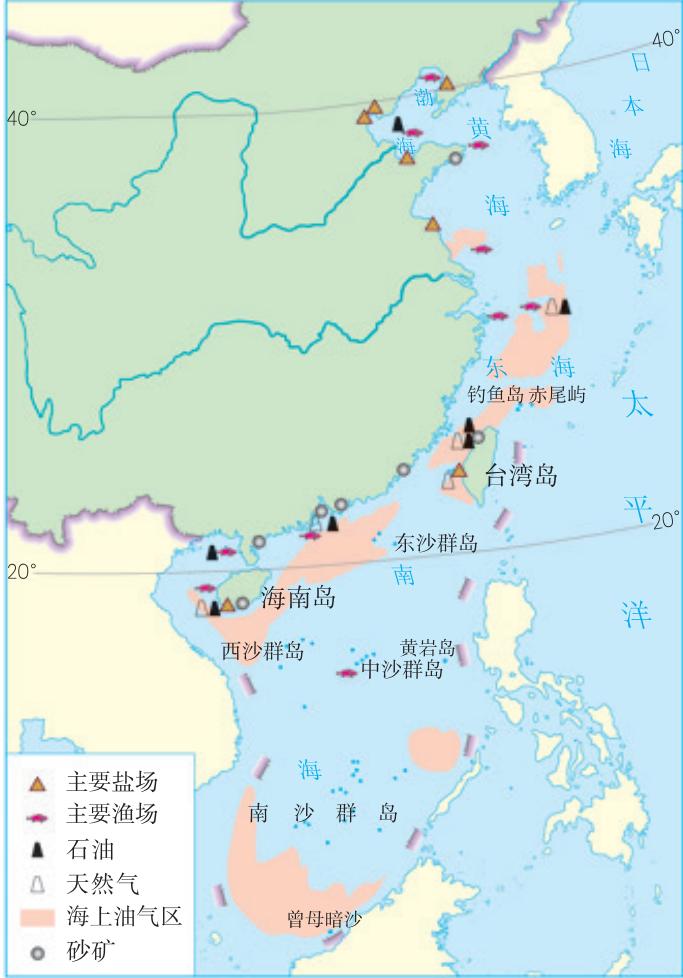 40°
日
本
海
渤
海
40°
黄
海
东 海
钓鱼岛 赤尾屿
太
平
洋
台湾岛
20°
东沙群岛
20°
南
海
海南岛
西沙群岛
黄岩岛
中沙群岛
南 沙 群 岛
曾母暗沙
主要盐场
主要渔场
石油
天然气
海上油气区
砂矿